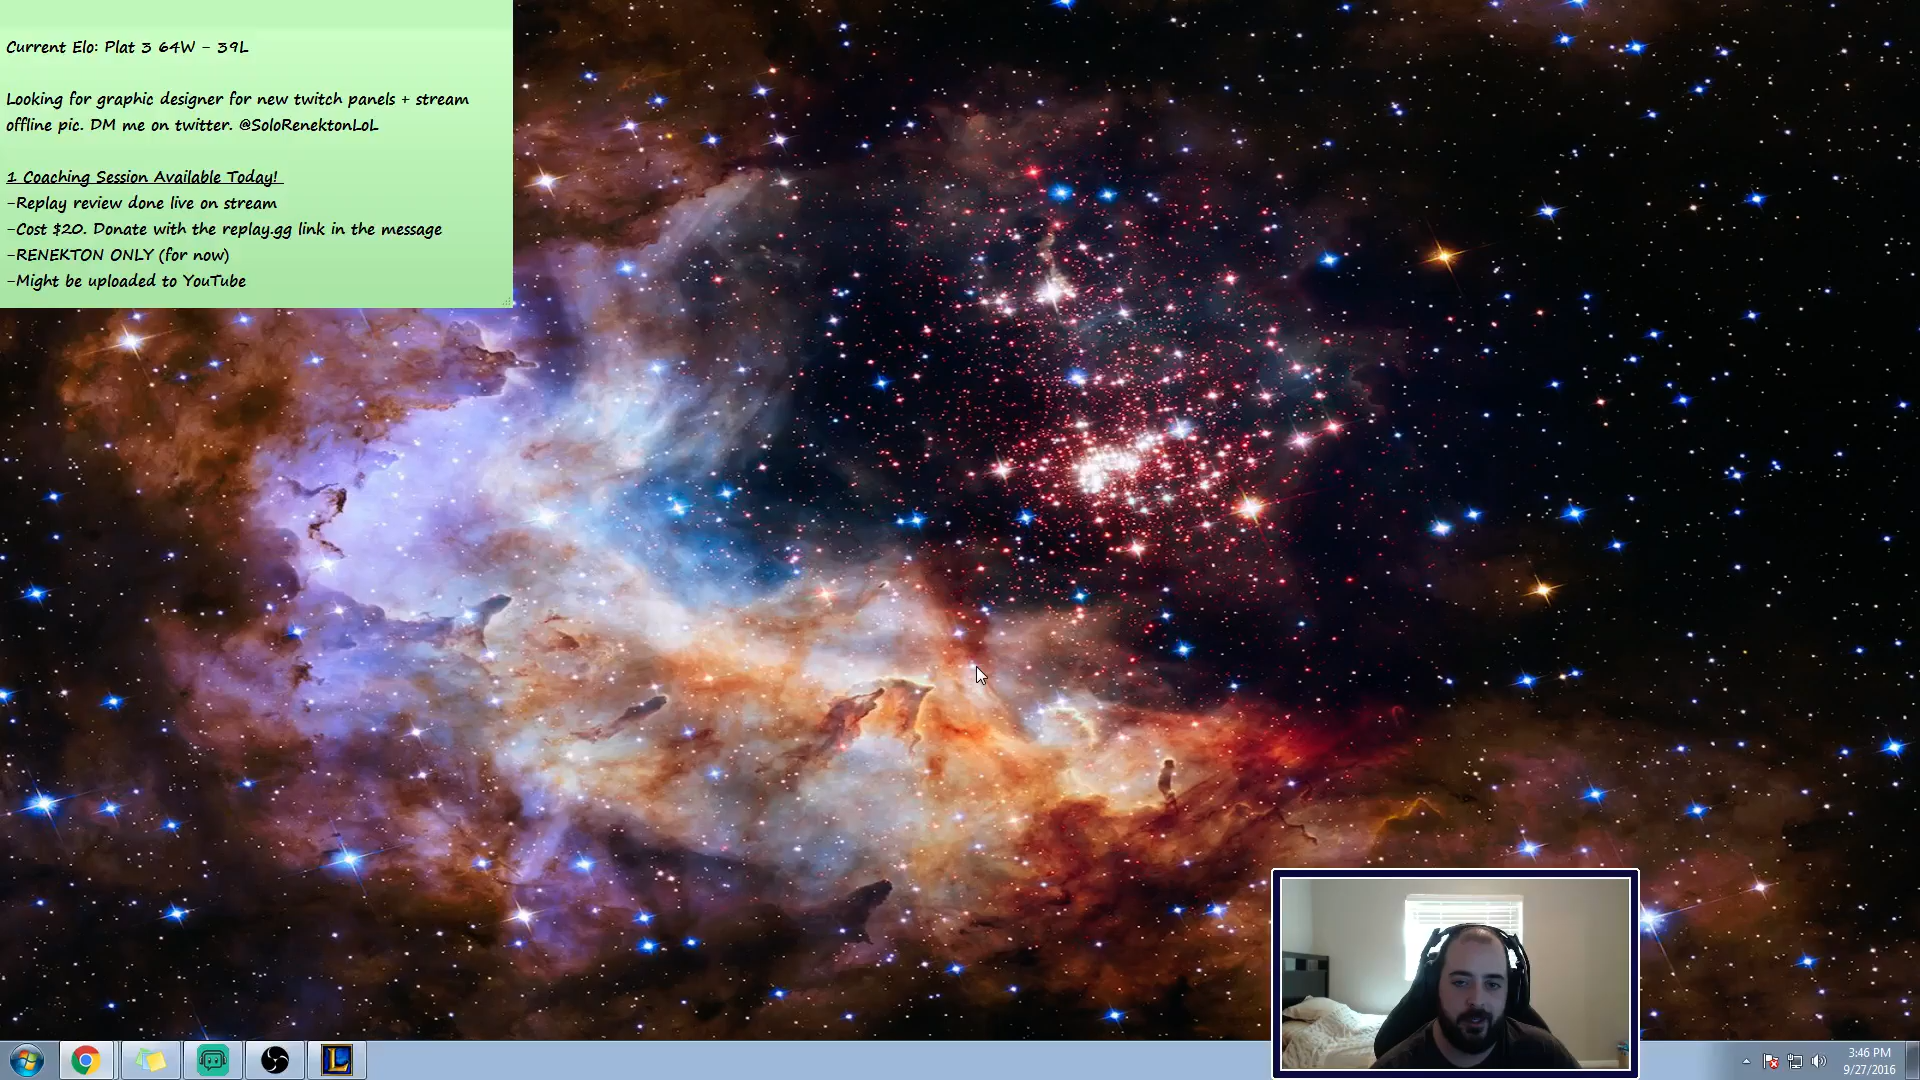 Current Elo: Plat 3 64W - 39L
Looking for graphic designer for new twitch panels + stream
offline pic. DM me on twitter. @SoloRenektonLoL
1 Coaching Session Available Today!
-Replay review done live on stream
-Cost $20. Donate with the replay.gg link in the message
-RENEKTON ONLY (for now)
-Might be uploaded to YouTube
L
3:46 PM
9/27/2016